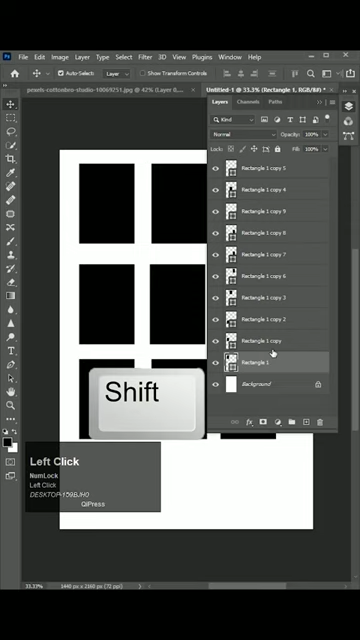 Ps File Edit Image Layer Type Select Filter 3D View Plugins Window Help
Auto-Select: Layer Show Transform Controls
pexels-cottonbro-studio-10069251.jpg @ 42% (Layer 0,
Untitled-1 @ 33.3% (Rectangle 1, RGB/8#) *
Layers Channels Paths
Kind
Normal Opacity: 100%
Lock: Fill: 100%
Rectangle 1 copy 5
Rectangle 1 copy 4
Rectangle 1 copy 9
Rectangle 1 copy 8
Rectangle 1 copy 7
Rectangle 1 copy 6
Rectangle 1 copy 3
Rectangle 1 copy 2
Rectangle 1 copy
Rectangle 1
Background
fx
Shift
Left Click
NumLock
Left Click
DESKTOP-1S9BJH0
QiPress
33.33% 1440 px x 2160 px (72 ppi)